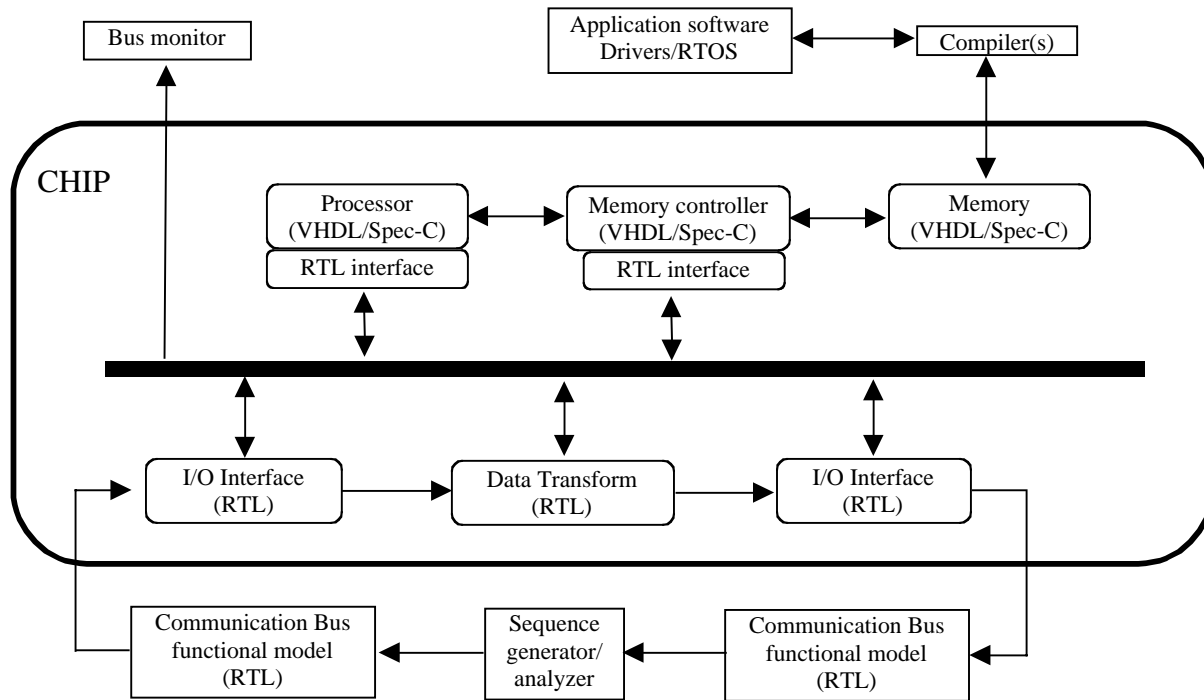 Bus monitor
Application software
Drivers/RTOS
Compiler(s)
CHIP
Processor
(VHDL/Spec-C)
RTL interface
Memory controller
(VHDL/Spec-C)
RTL interface
Memory
(VHDL/Spec-C)
I/O Interface
(RTL)
Data Transform
(RTL)
I/O Interface
(RTL)
Communication Bus
functional model
(RTL)
Sequence
generator/
analyzer
Communication Bus
functional model
(RTL)